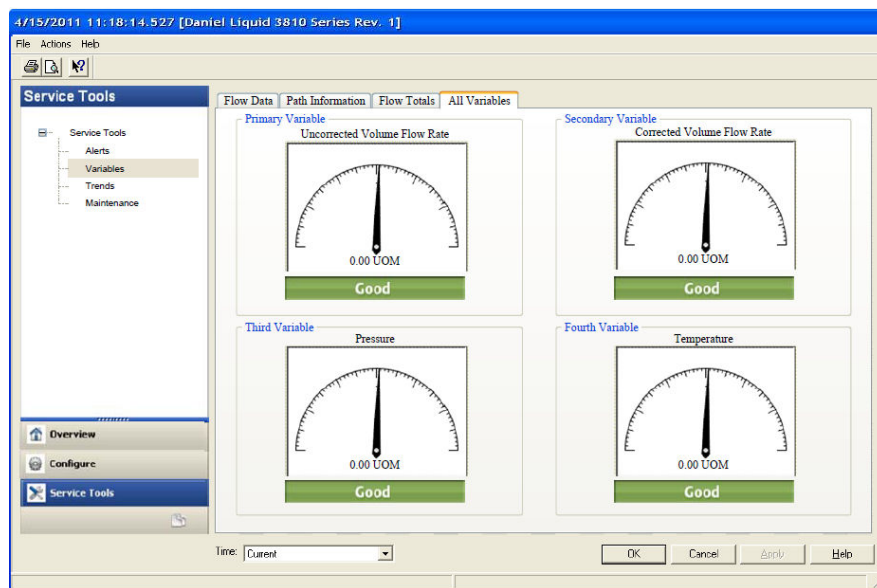 4/15/2011 11:18:14.527 [Daniel Liquid 3810 Series Rev. 1]
File Actions Help
Service Tools
Service Tools
Alerts
Variables
Trends
Maintenance
Overview
Configure
Service Tools
Flow Data Path Information Flow Totals All Variables
Primary Variable
Uncorrected Volume Flow Rate
0.00 UOM
Good
Secondary Variable
Corrected Volume Flow Rate
0.00 UOM
Good
Third Variable
Pressure
0.00 UOM
Good
Fourth Variable
Temperature
0.00 UOM
Good
Time: Current
OK Cancel Apply Help